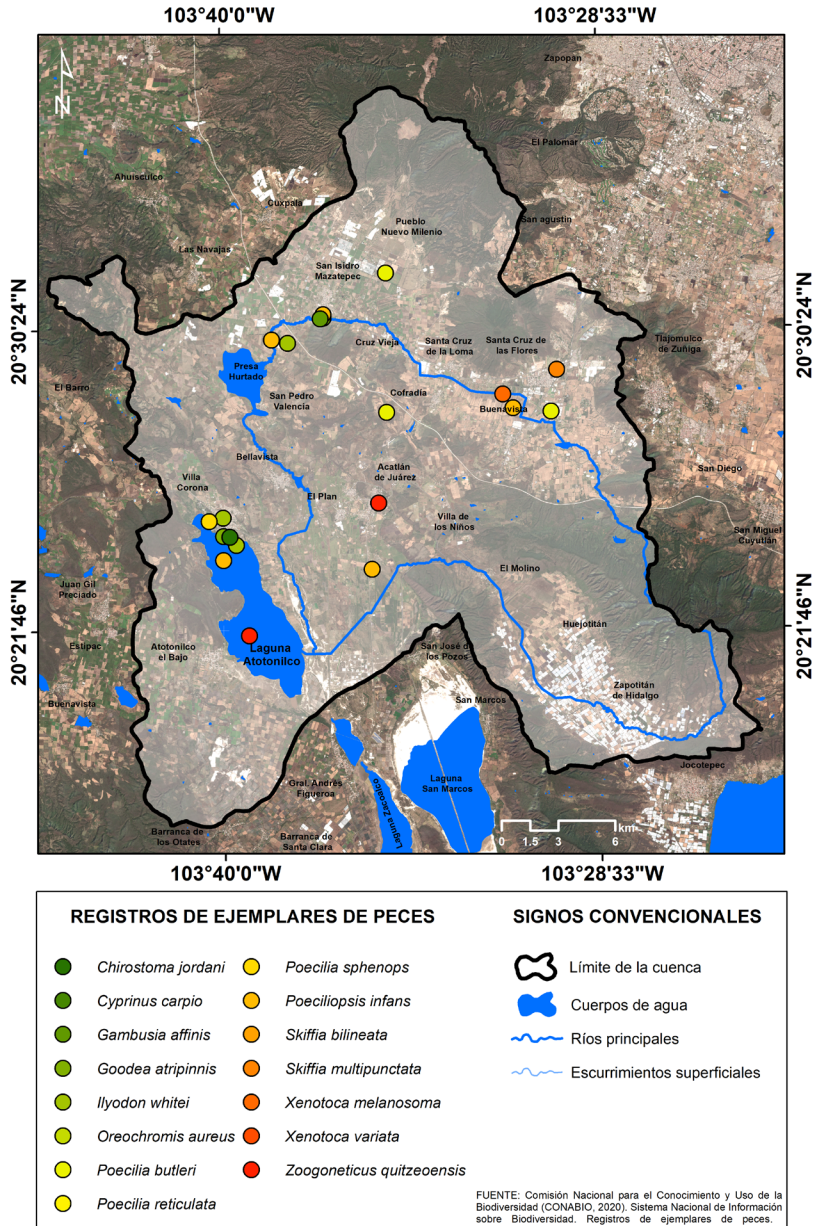 103°40'0"W
103°28'33"W
N
Zapopan
El Palomar
Ahuisculco
Cuxpala
San agustin
Pueblo
Nuevo Milenio
Las Navajas
San Isidro
Mazatepec
20°30'24"N
20°30'24"N
Cruz Vieja
Santa Cruz
de la Loma
Santa Cruz de
las Flores
Tlajomulco
de Zuñiga
Presa
Hurtado
El Barro
San Pedro
Valencia
Cofradía
Buenavista
Bellavista
Acatlán
de Juárez
San Diego
Villa
Corona
El Plan
Villa de
los Niños
San Miguel
Cuyutlán
El Molino
Juan Gil
Preciado
Huejotitán
20°21'46"N
20°21'46"N
Estipac
Atotonilco
el Bajo
Laguna
Atotonilco
San José de
los Pozos
Zapotitán
de Hidalgo
Buenavista
San Marcos
Jocotepec
Gral. Andrés
Figueroa
Laguna Zacoalco
Laguna
San Marcos
Barranca de
los Otates
Barranca de
Santa Clara
km
0 1.5 3 6
103°40'0"W
103°28'33"W
REGISTROS DE EJEMPLARES DE PECES
Chirostoma jordani
Cyprinus carpio
Gambusia affinis
Goodea atripinnis
Ilyodon whitei
Oreochromis aureus
Poecilia butleri
Poecilia reticulata
Poecilia sphenops
Poeciliopsis infans
Skiffia bilineata
Skiffia multipunctata
Xenotoca melanosoma
Xenotoca variata
Zoogoneticus quitzeoensis
SIGNOS CONVENCIONALES
Límite de la cuenca
Cuerpos de agua
Ríos principales
Escurrimientos superficiales
FUENTE: Comisión Nacional para el Conocimiento y Uso de la
Biodiversidad (CONABIO, 2020). Sistema Nacional de Información
sobre Biodiversidad. Registros de ejemplares de peces.